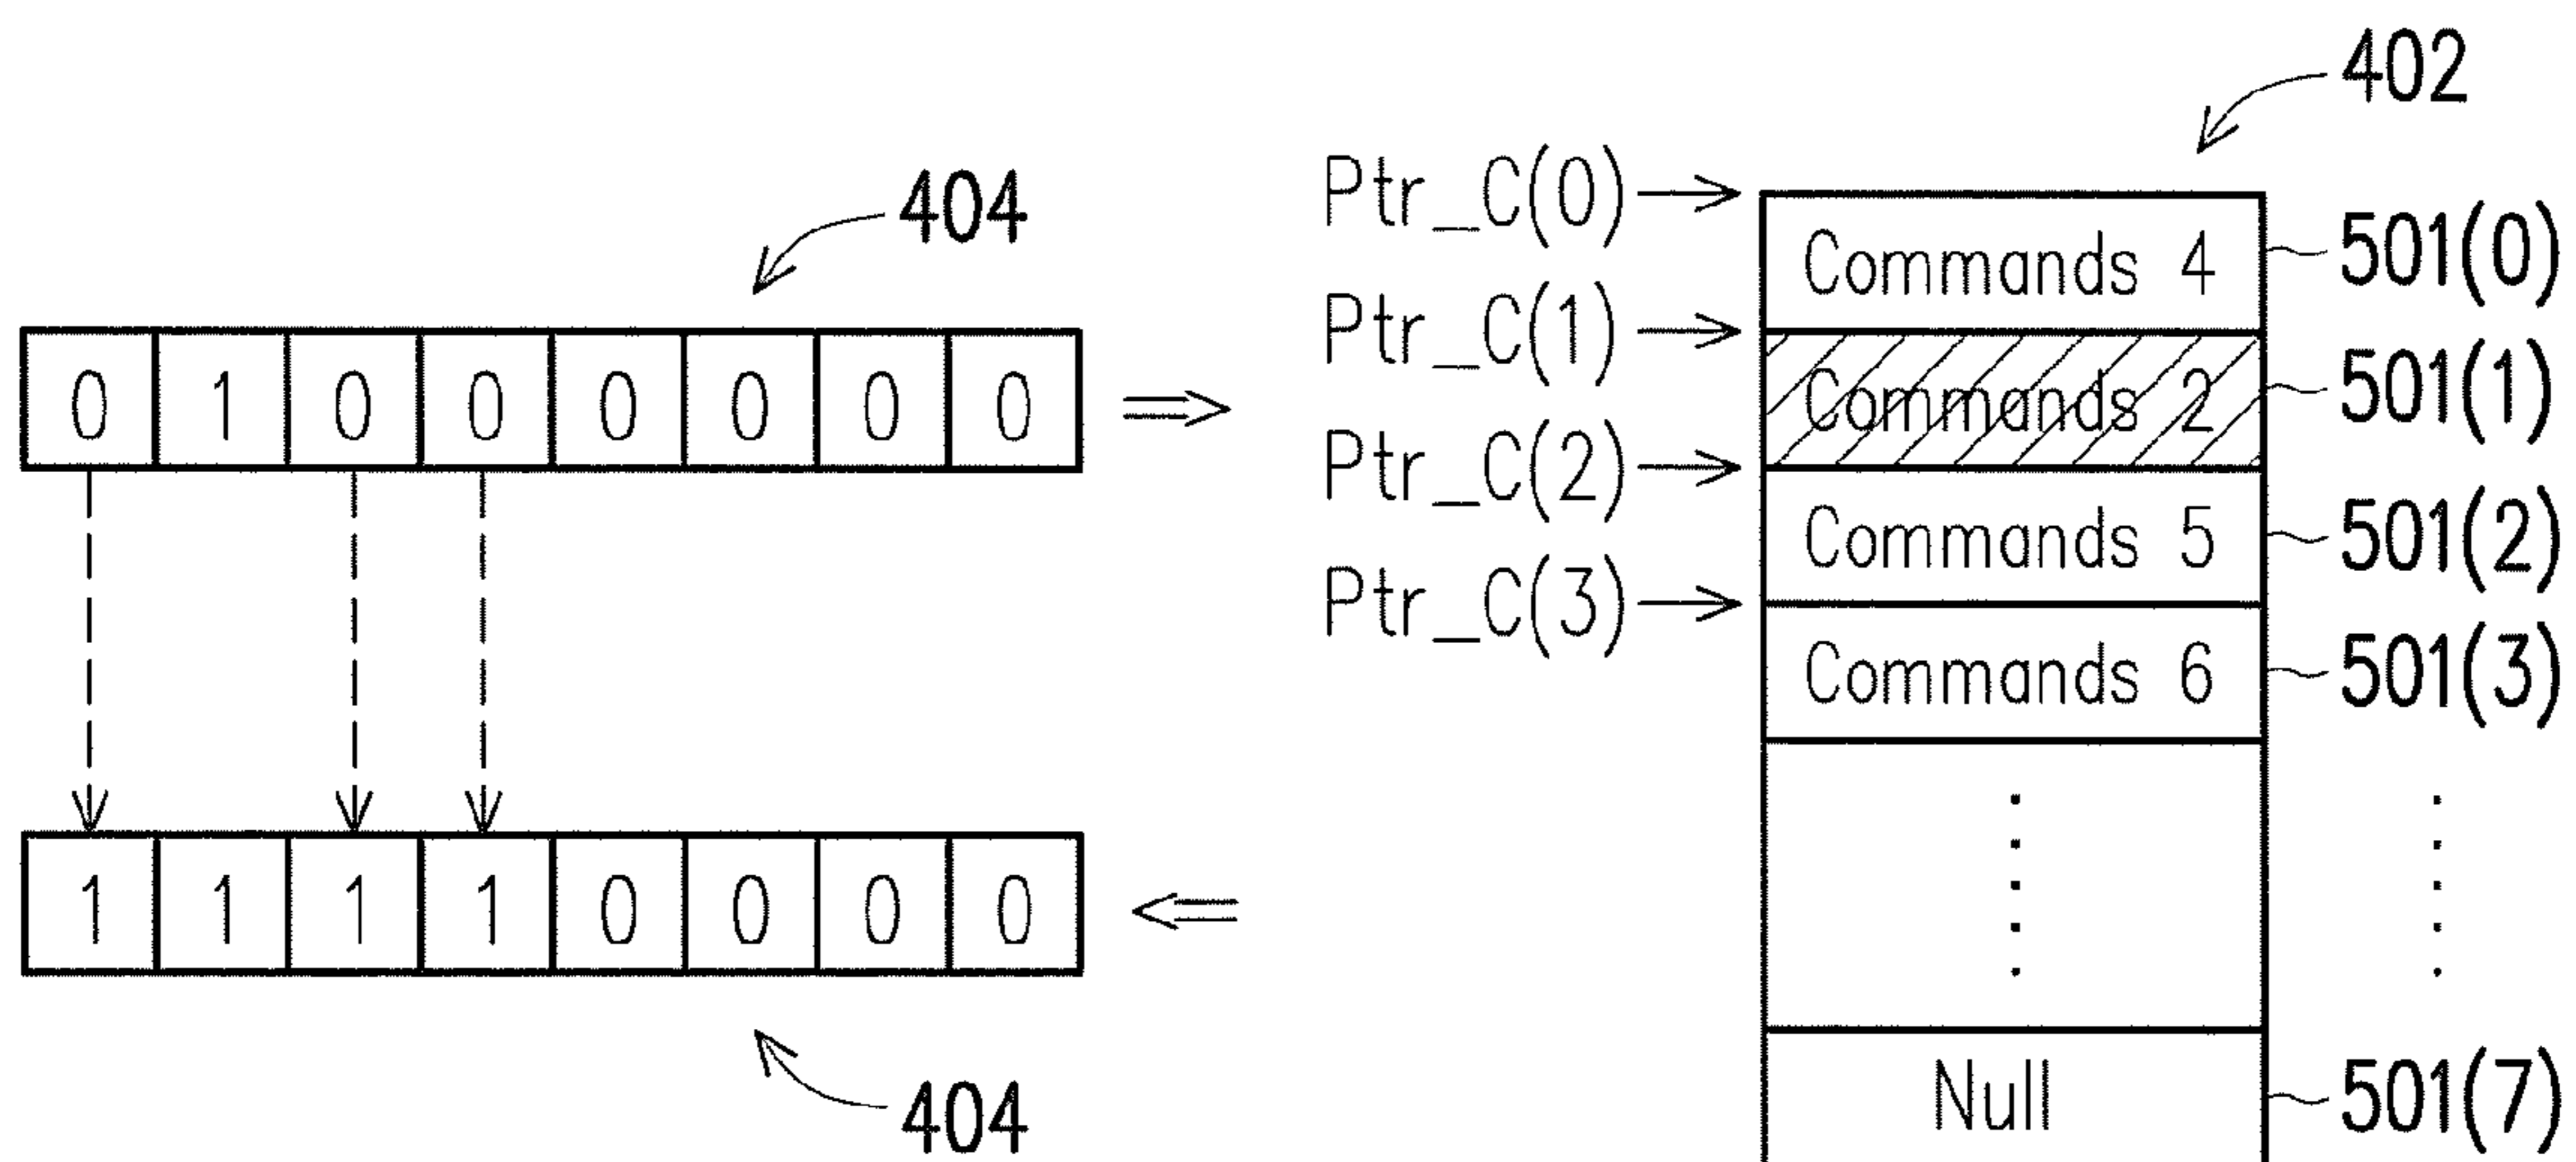 402
404
Ptr_C(0)
Commands 4
501(0)
Ptr_C(1)
0 1 0 0 0 0 0 0
Commands 2
501(1)
Ptr_C(2)
Commands 5
501(2)
Ptr_C(3)
Commands 6
501(3)
1 1 1 1 0 0 0 0
404
Null
501(7)